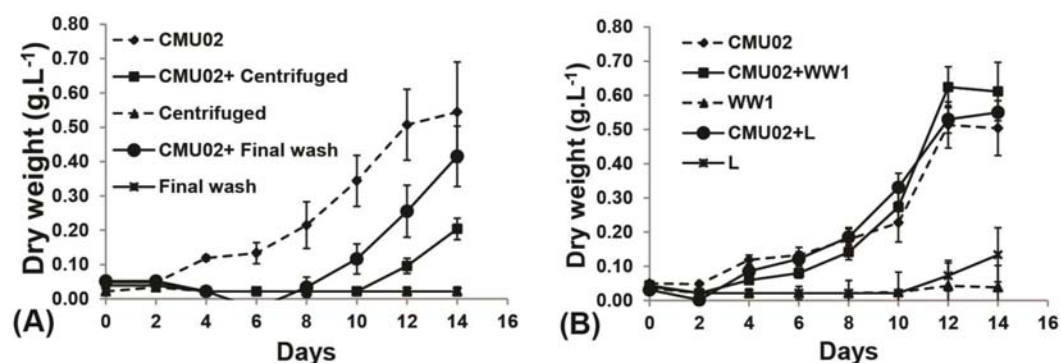 0.80
0.70
0.60
0.50
0.40
0.30
0.20
0.10
0.00
Dry weight (g.L-1)
CMU02
CMU02+ Centrifuged
Centrifuged
CMU02+ Final wash
Final wash
0 2 4 6 8 10 12 14 16
(A)
Days
0.80
0.70
0.60
0.50
0.40
0.30
0.20
0.10
0.00
Dry weight (g.L-1)
CMU02
CMU02+WW1
WW1
CMU02+L
L
0 2 4 6 8 10 12 14 16
(B)
Days